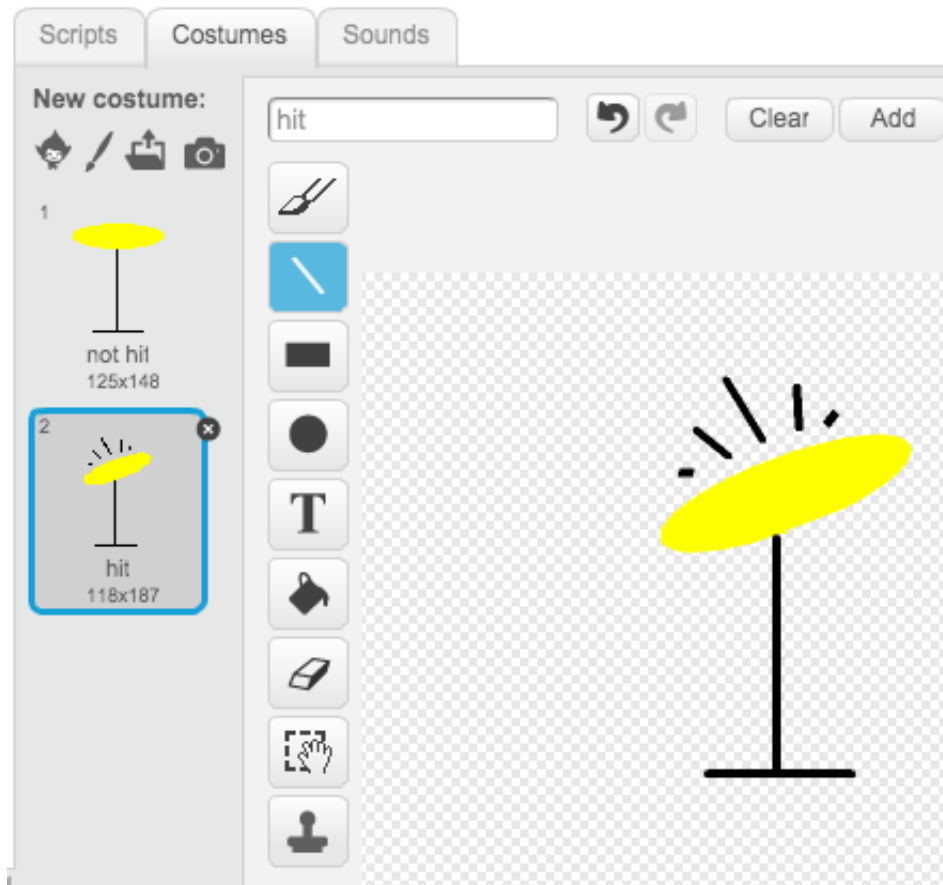 Scripts Costumes Sounds
New costume:
hit
Clear Add
1
not hit
125x148
2
hit
118x187
T